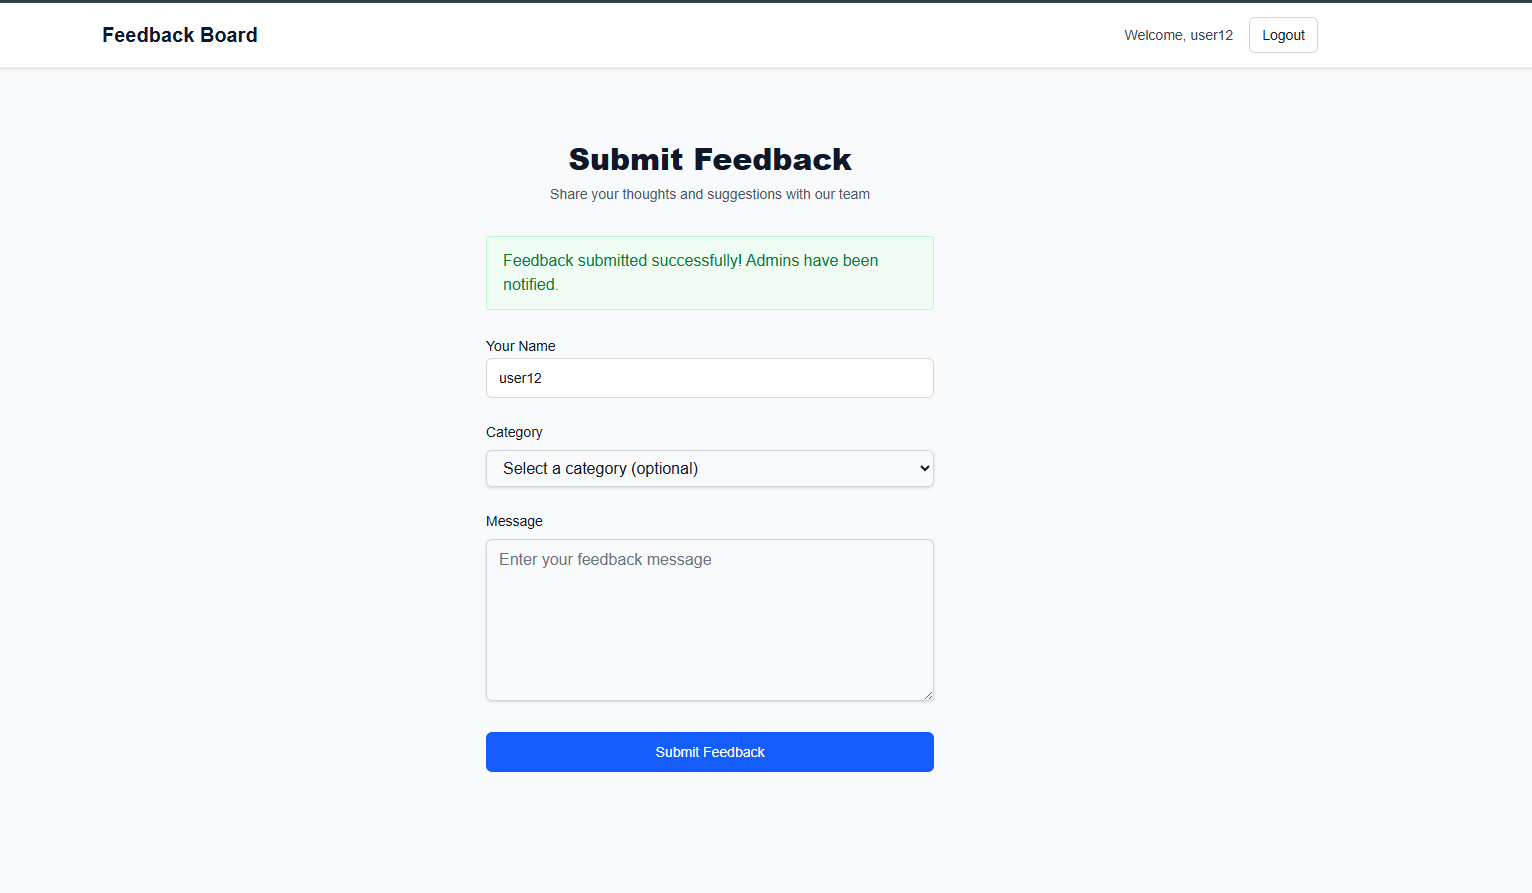 Feedback Board
Welcome, user12
Logout
Submit Feedback
Share your thoughts and suggestions with our team
Feedback submitted successfully! Admins have been
notified.
Your Name
user12
Category
Select a category (optional)
Message
Enter your feedback message
Submit Feedback